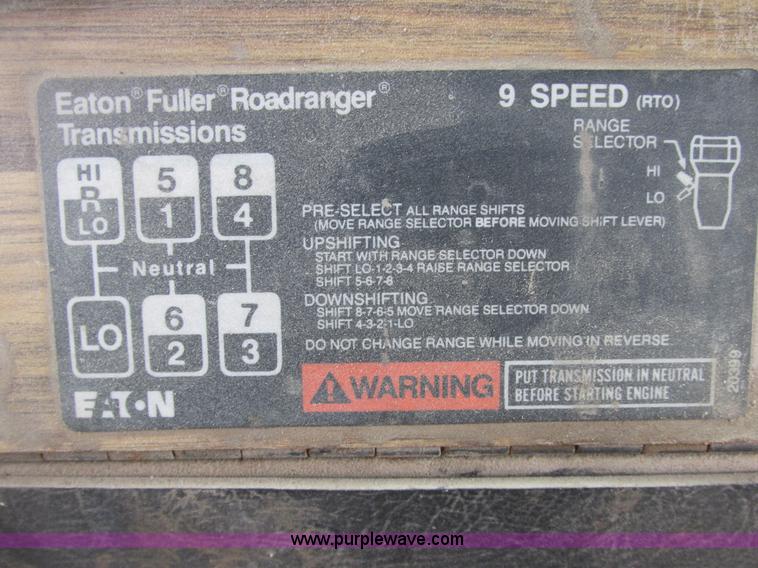 Eaton® Fuller® Roadranger®
Transmissions
9 SPEED (RTO)
RANGE
SELECTOR
HI
LO
HI
R
LO
5
1
8
4
Neutral
LO
6
2
7
3
PRE-SELECT ALL RANGE SHIFTS
(MOVE RANGE SELECTOR BEFORE MOVING SHIFT LEVER)
UPSHIFTING
START WITH RANGE SELECTOR DOWN
SHIFT LO-1-2-3-4 RAISE RANGE SELECTOR
SHIFT 5-6-7-8
DOWNSHIFTING
SHIFT 8-7-6-5 MOVE RANGE SELECTOR DOWN
SHIFT 4-3-2-1-LO
DO NOT CHANGE RANGE WHILE MOVING IN REVERSE
WARNING
PUT TRANSMISSION IN NEUTRAL
BEFORE STARTING ENGINE
20399
EATON
www.purplewave.com